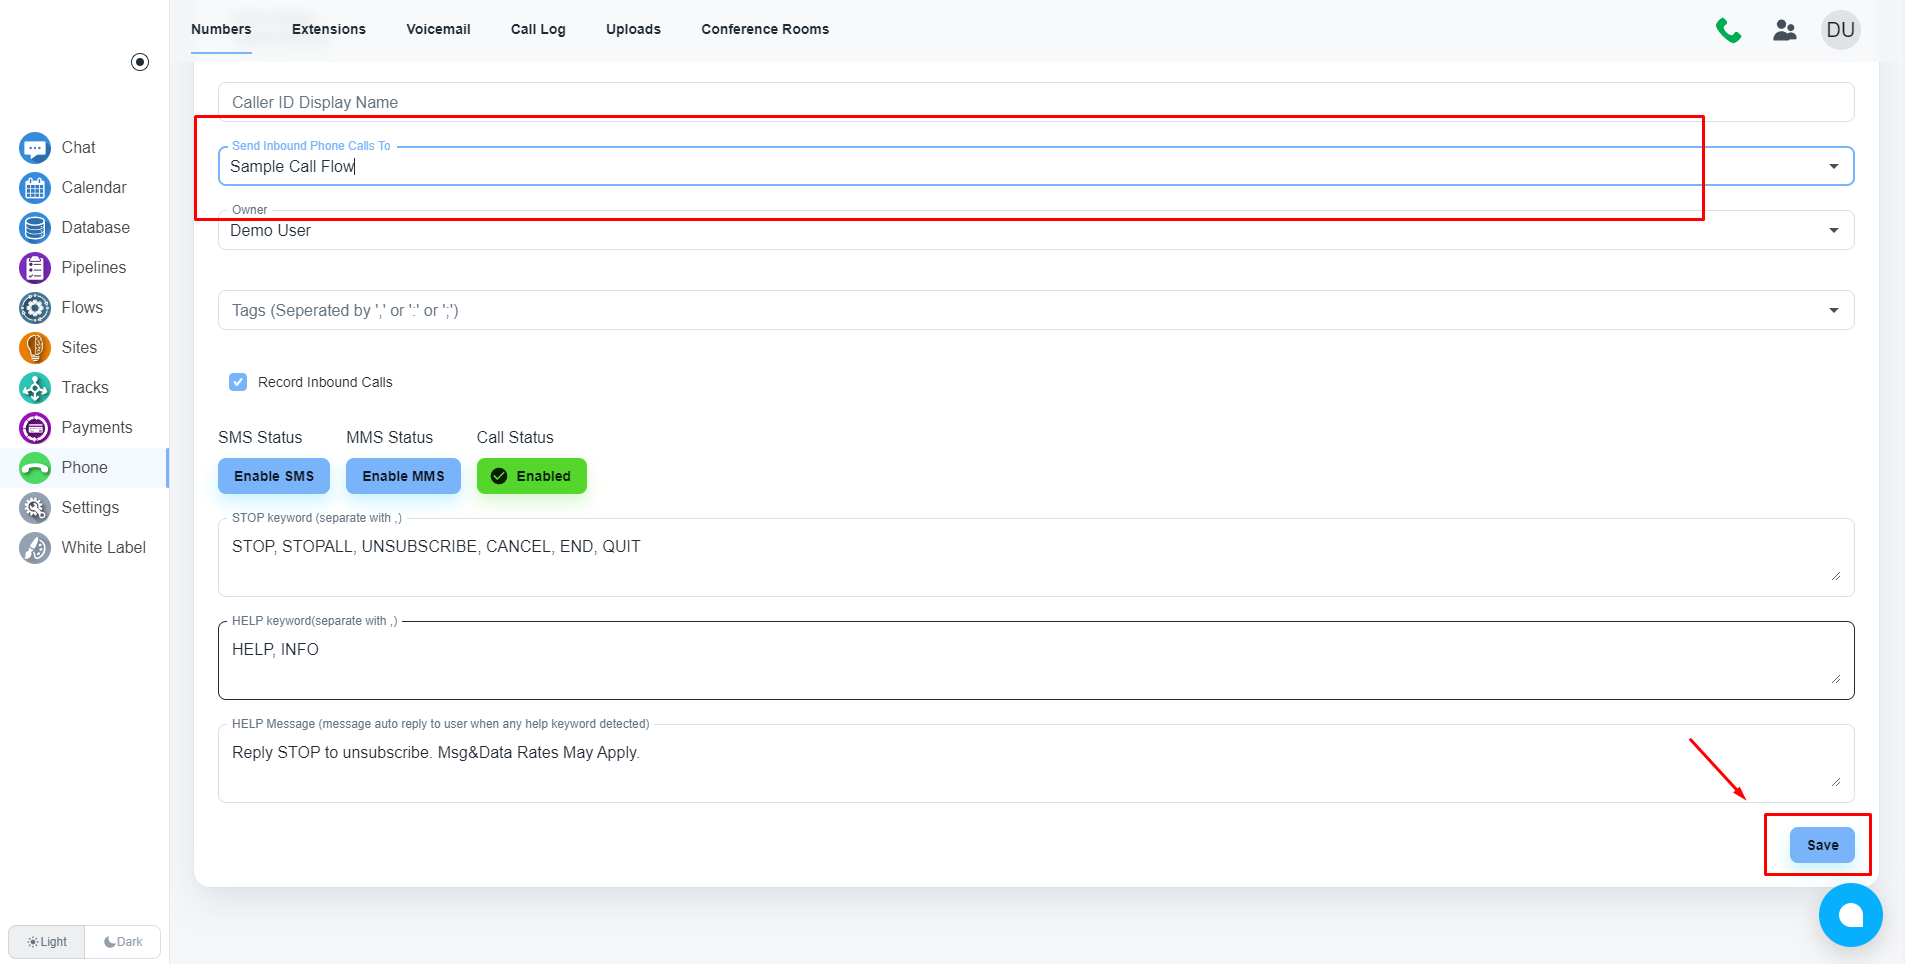 Numbers
Extensions
Voicemail
Call Log
Uploads
Conference Rooms
DU
Chat
Calendar
Database
Pipelines
Flows
Sites
Tracks
Payments
Phone
Settings
White Label
Light
Dark
Caller ID Display Name
Send Inbound Phone Calls To
Sample Call Flow
Owner
Demo User
Tags (Seperated by ',' or ':' or ';')
Record Inbound Calls
SMS Status
MMS Status
Call Status
Enable SMS
Enable MMS
Enabled
STOP keyword (separate with ,)
STOP, STOPALL, UNSUBSCRIBE, CANCEL, END, QUIT
HELP keyword(separate with ,)
HELP, INFO
HELP Message (message auto reply to user when any help keyword detected)
Reply STOP to unsubscribe. Msg&Data Rates May Apply.
Save